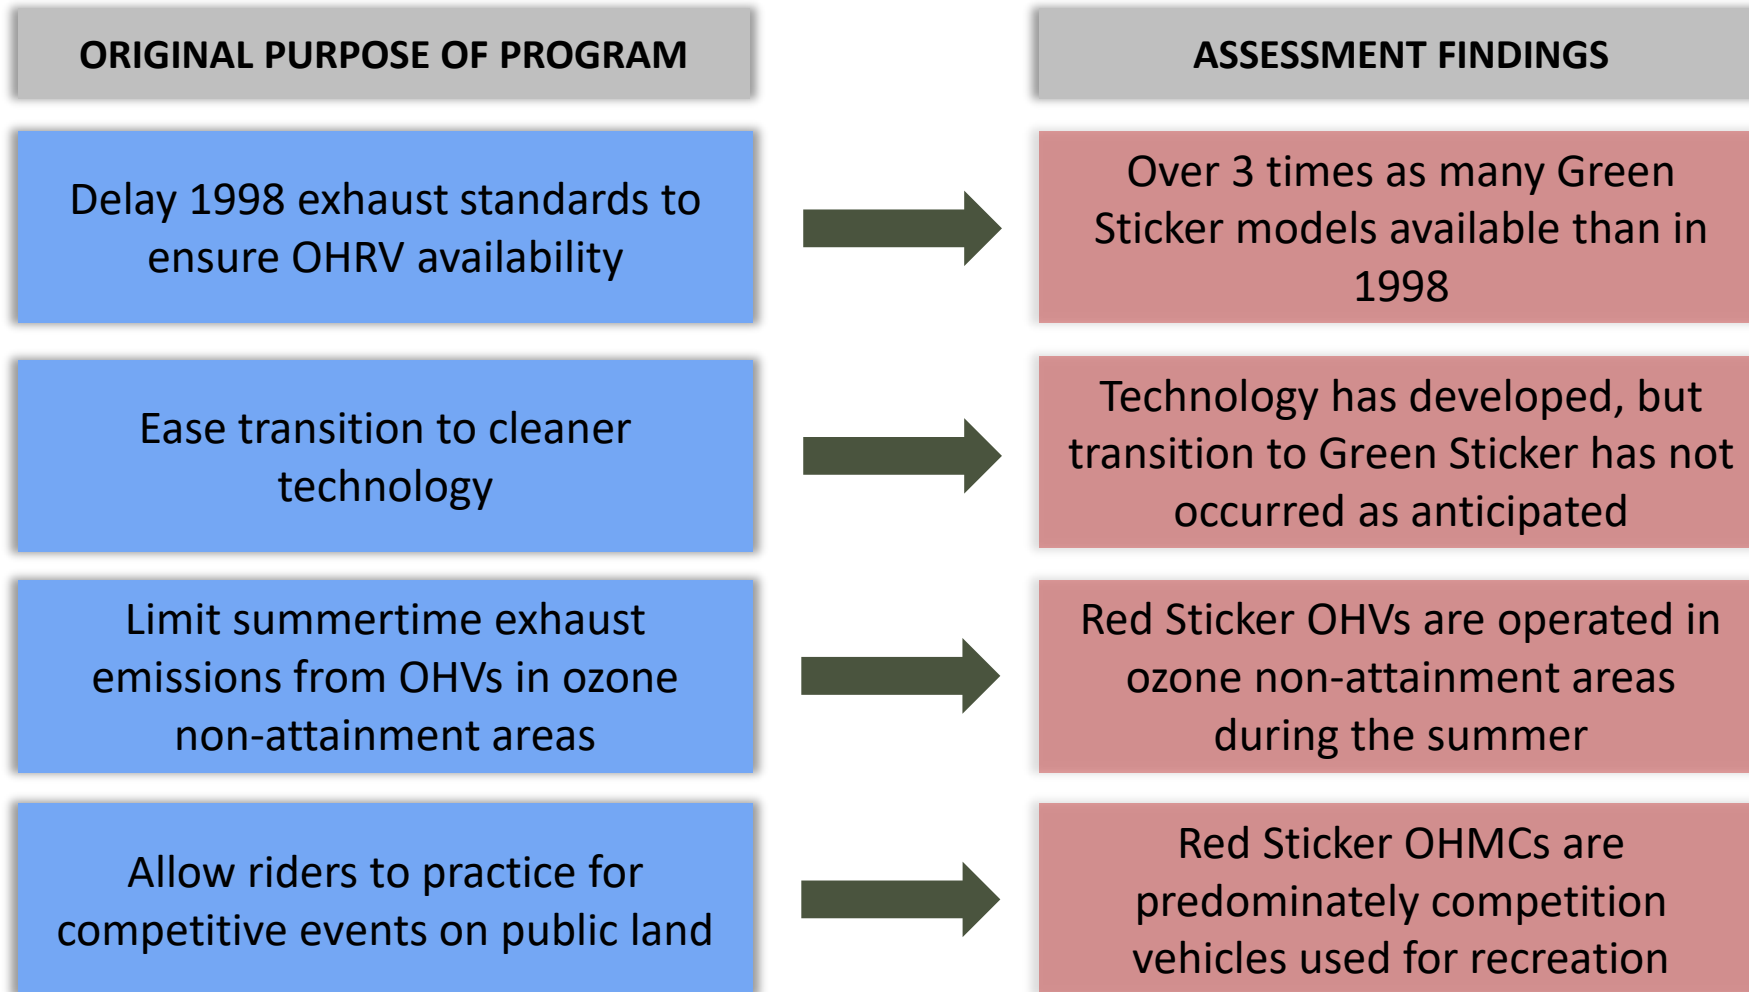 ORIGINAL PURPOSE OF PROGRAM
ASSESSMENT FINDINGS
Delay 1998 exhaust standards to
ensure OHRV availability
Over 3 times as many Green
Sticker models available than in
1998
Ease transition to cleaner
technology
Technology has developed, but
transition to Green Sticker has not
occurred as anticipated
Limit summertime exhaust
emissions from OHVs in ozone
non-attainment areas
Red Sticker OHVs are operated in
ozone non-attainment areas
during the summer
Allow riders to practice for
competitive events on public land
Red Sticker OHMCs are
predominately competition
vehicles used for recreation